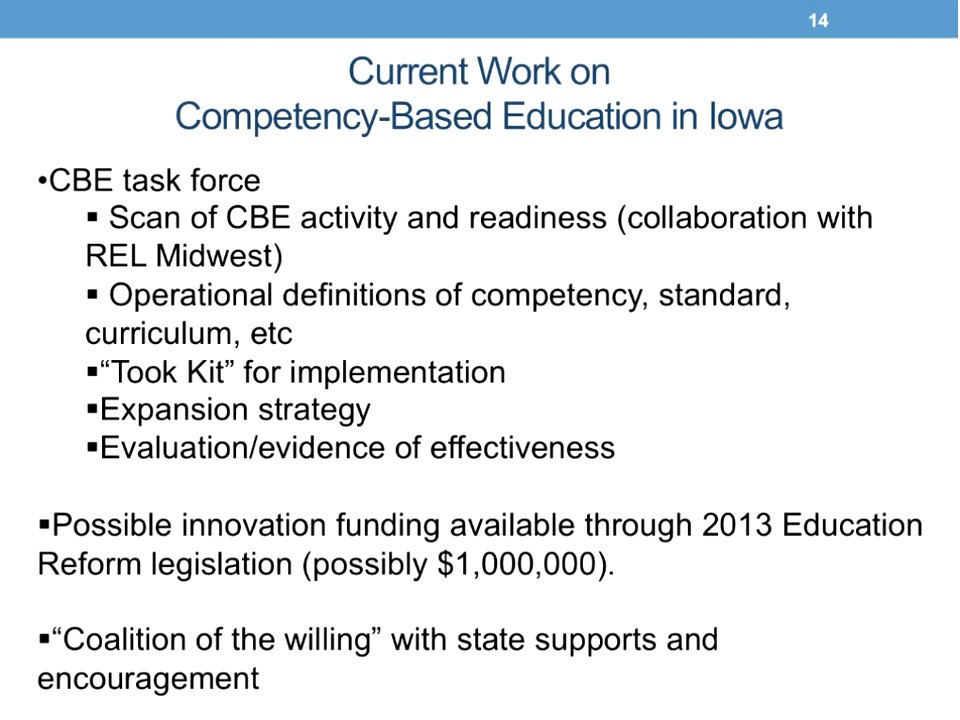 14
Current Work on
Competency-Based Education in Iowa
•CBE task force
▪ Scan of CBE activity and readiness (collaboration with
REL Midwest)
▪ Operational definitions of competency, standard,
curriculum, etc
▪“Took Kit” for implementation
▪Expansion strategy
▪Evaluation/evidence of effectiveness
▪Possible innovation funding available through 2013 Education
Reform legislation (possibly $1,000,000).
▪“Coalition of the willing” with state supports and
encouragement